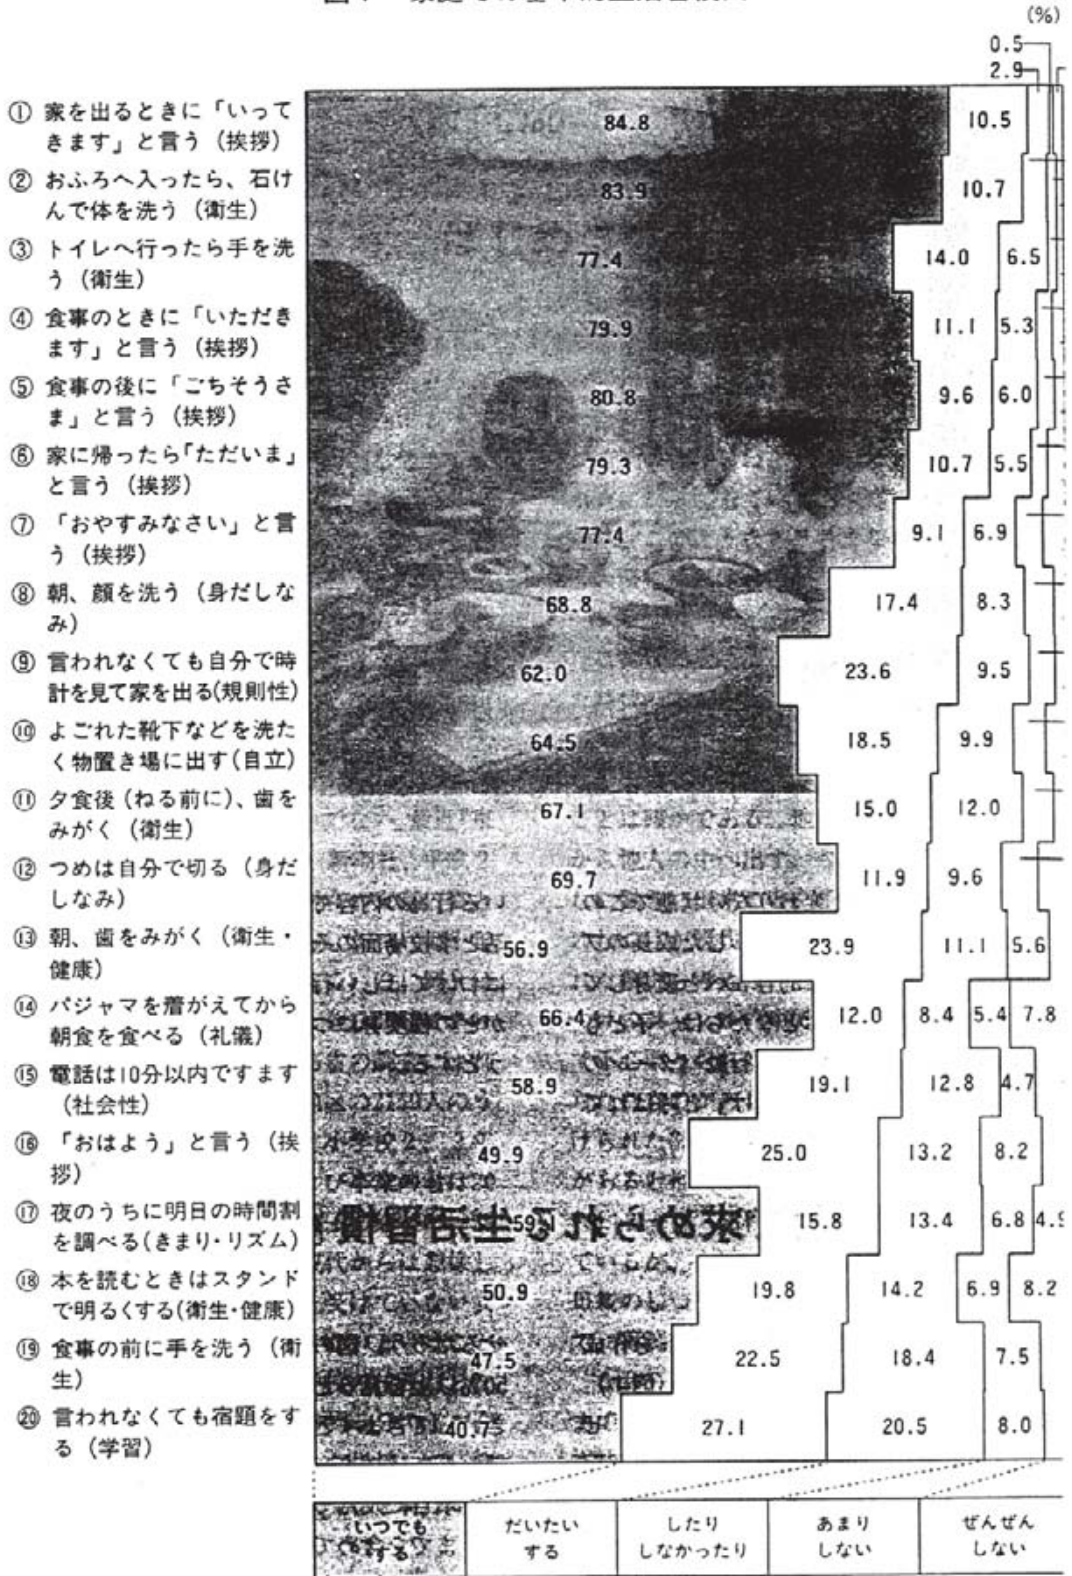 (%)
0.5
2.9
① 家を出るときに「いって
きます」と言う（挨拶）
84.8 10.5
② おふろへ入ったら、石け
んで体を洗う（衛生）
83.9 10.7
③ トイレへ行ったら手を洗
う（衛生）
77.4 14.0 6.5
④ 食事のときに「いただき
ます」と言う（挨拶）
79.9 11.1 5.3
⑤ 食事の後に「ごちそうさ
ま」と言う（挨拶）
80.8 9.6 6.0
⑥ 家に帰ったら「ただいま」
と言う（挨拶）
79.3 10.7 5.5
⑦ 「おやすみなさい」と言
う（挨拶）
77.4 9.1 6.9
⑧ 朝、顔を洗う（身だしな
み）
68.8 17.4 8.3
⑨ 言われなくても自分で時
計を見て家を出る(規則性)
62.0 23.6 9.5
⑩ よごれた靴下などを洗た
く物置き場に出す(自立)
64.5 18.5 9.9
⑪ 夕食後（ねる前に）、歯を
みがく（衛生）
67.1 15.0 12.0
⑫ つめは自分で切る（身だ
しなみ）
69.7 11.9 9.6
⑬ 朝、歯をみがく（衛生・
健康）
56.9 23.9 11.1 5.6
⑭ パジャマを着がえてから
朝食を食べる（礼儀）
66.4 12.0 8.4 5.4 7.8
⑮電話は10分以内ですます
（社会性）
58.9 19.1 12.8 4.7
⑯ 「おはよう」と言う（挨
拶）
49.9 25.0 13.2 8.2
⑰ 夜のうちに明日の時間割
を調べる(きまり・リズム)
59.1 15.8 13.4 6.8
⑱ 本を読むときはスタンド
で明るくする(衛生・健康)
50.9 19.8 14.2 6.9 8.2
⑲ 食事の前に手を洗う（衛
生）
47.5 22.5 18.4 7.5
⑳ 言われなくても宿題をす
る（学習）
40.7 27.1 20.5 8.0
いつでも
する
だいたい
する
したり
しなかったり
あまり
しない
ぜんぜん
しない